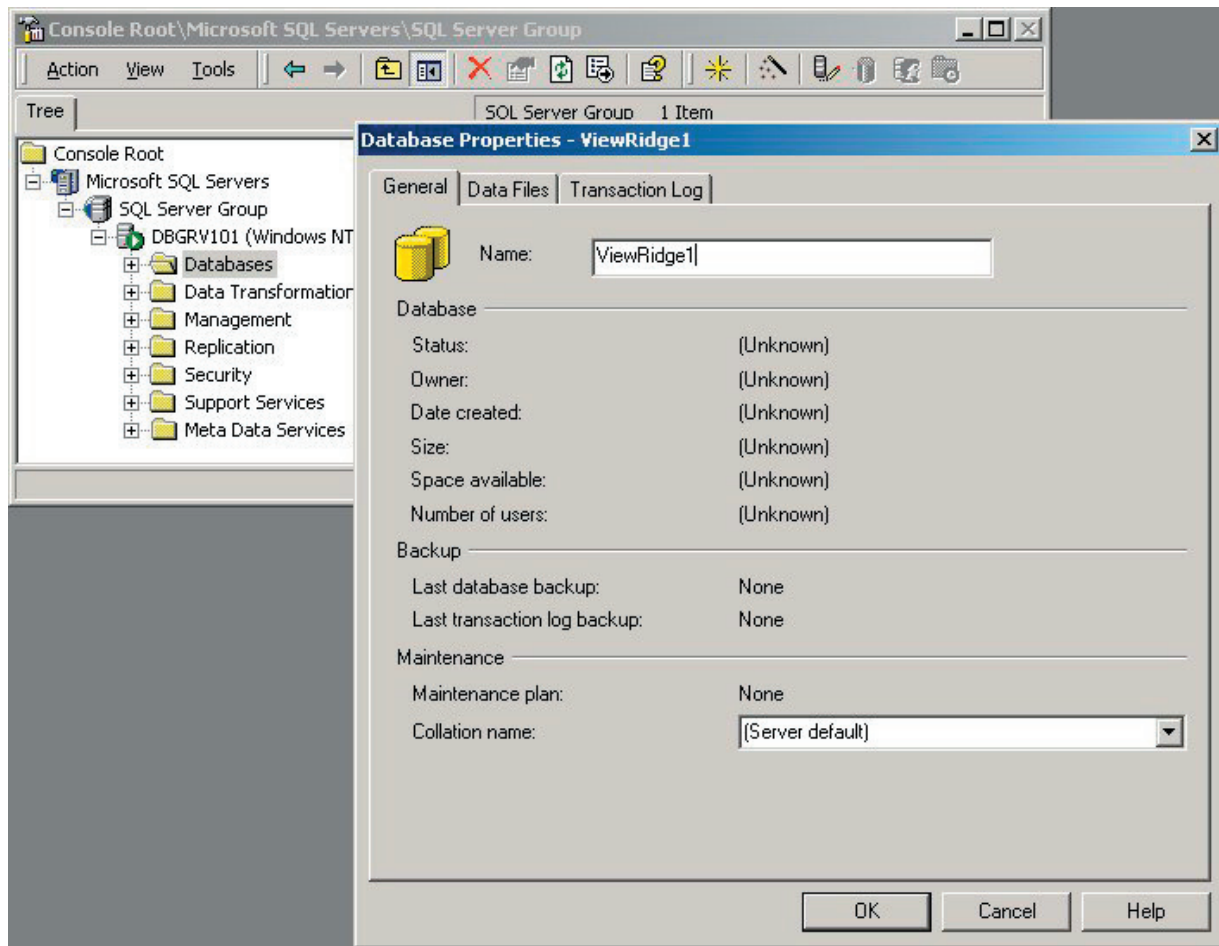 Console Root\Microsoft SQL Servers\SQL Server Group
Action View Tools
Tree
SQL Server Group 1 Item
Console Root
Microsoft SQL Servers
SQL Server Group
DBGRV101 (Windows NT
Databases
Data Transformation
Management
Replication
Security
Support Services
Meta Data Services
Database Properties - ViewRidge1
General Data Files Transaction Log
Name: ViewRidge1
Database
Status: (Unknown)
Owner: (Unknown)
Date created: (Unknown)
Size: (Unknown)
Space available: (Unknown)
Number of users: (Unknown)
Backup
Last database backup: None
Last transaction log backup: None
Maintenance
Maintenance plan: None
Collation name: (Server default)
OK Cancel Help